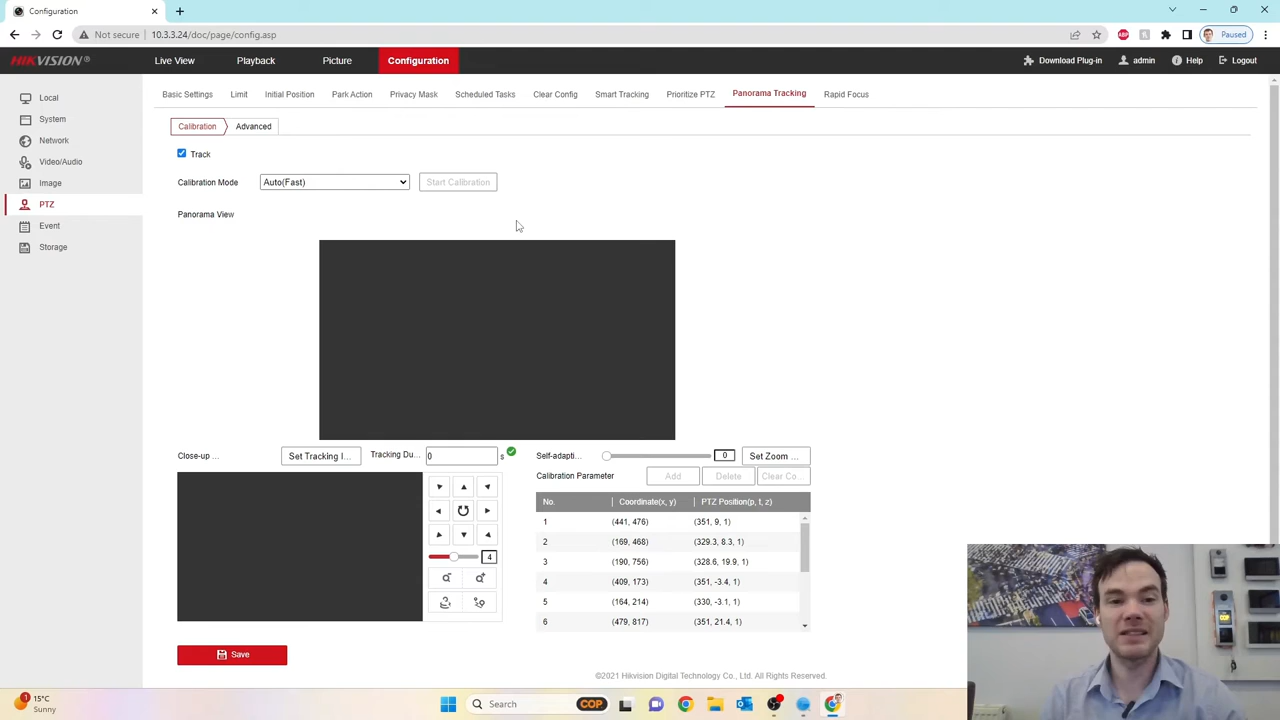 Configuration
Not secure 10.3.3.24/doc/page/config.asp
ABP
Paused
HIKVISION®
Live View Playback Picture Configuration
Download Plug-in admin Help Logout
Local
System
Network
Video/Audio
Image
PTZ
Event
Storage
Basic Settings Limit Initial Position Park Action Privacy Mask Scheduled Tasks Clear Config Smart Tracking Prioritize PTZ Panorama Tracking Rapid Focus
Calibration Advanced
Track
Calibration Mode Auto(Fast) Start Calibration
Panorama View
Close-up ... Set Tracking I... Tracking Du... 0 s Self-adapti... 0 Set Zoom ...
Calibration Parameter Add Delete Clear Co...
No. Coordinate(x, y) PTZ Position(p, t, z)
1 (441, 476) (351, 9, 1)
2 (169, 468) (329.3, 8.3, 1)
3 (190, 756) (328.6, 19.9, 1)
4 (409, 173) (351, -3.4, 1)
5 (164, 214) (330, -3.1, 1)
6 (479, 817) (351, 21.4, 1)
4
Save
©2021 Hikvision Digital Technology Co., Ltd. All Rights Reserved.
1
15°C
Sunny
Search
COP